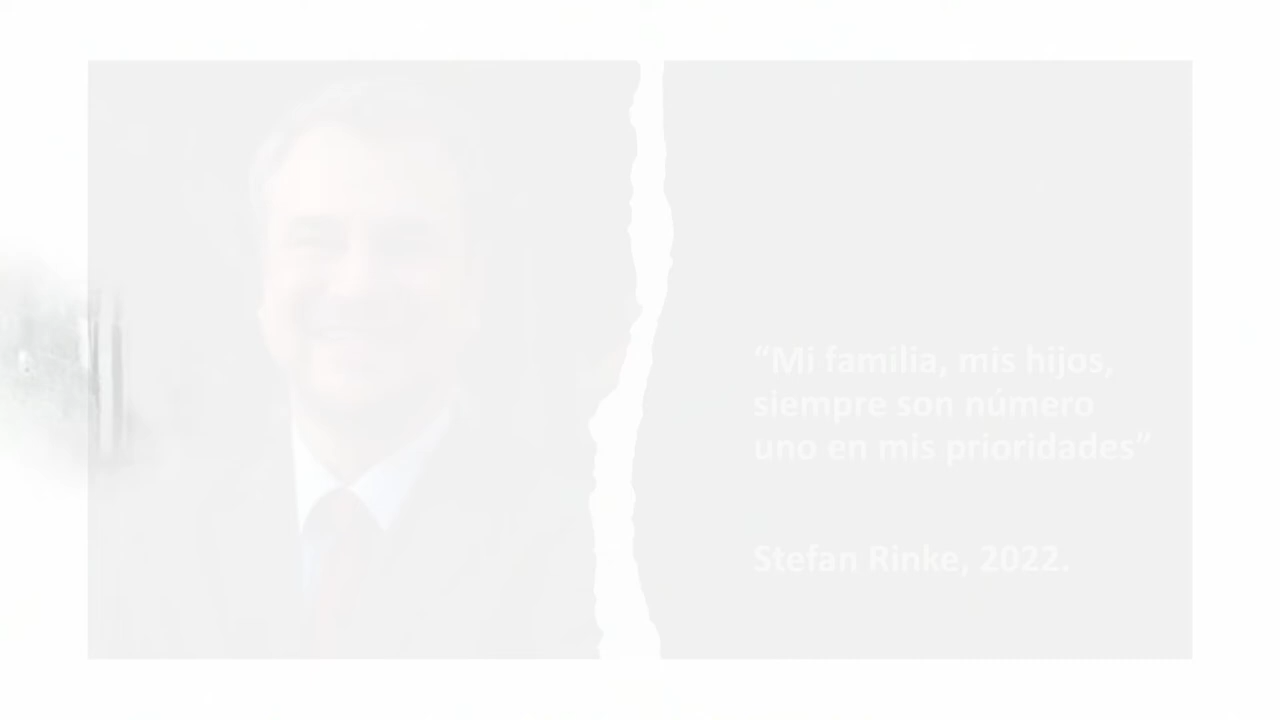 “Mi familia, mis hijos,
siempre son número
uno en mis prioridades”
Stefan Rinke, 2022.